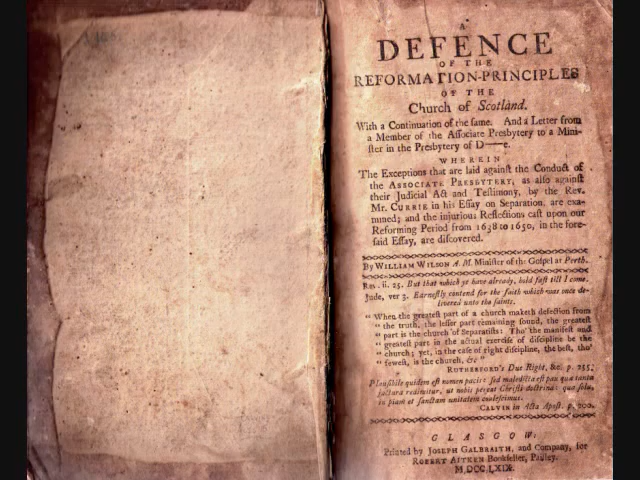 A
DEFENCE
OF THE
REFORMATION-PRINCIPLES
OF THE
Church of Scotland.
With a Continuation of the same. And a Letter from
a Member of the Associate Presbytery to a Mini-
ster in the Presbytery of D——e.
WHEREIN
The Exceptions that are laid against the Conduct of
the ASSOCIATE PRESBYTERY, as also against
their Judicial Act and Testimony, by the Rev.
Mr. CURRIE in his Essay on Separation, are exa-
mined; and the injurious Reflections cast upon our
Reforming Period from 1638 to 1650, in the fore-
said Essay, are discovered.
By WILLIAM WILSON A. M. Minister of the Gospel at Perth.
Rev. ii. 25. But that which ye have already, hold fast till I come.
Jude, ver 3. Earnestly contend for the faith which was once de-
livered unto the saints.
"When the greatest part of a church maketh defection from
" the truth, the lesser part remaining sound, the greatest
" part is the church of Separatists: Tho' the manifest and
" greatest part in the actual exercise of discipline be the
" church; yet, in the case of right discipline, the best, tho'
" fewest, is the church, &c."
RUTHERFORD's Due Right, &c. p. 255.
Plausibile quidem est nomen pacis: sed maledicta est pax quæ tanta
jactura redimitur, ut nobis pereat Christi doctrina: qua sola,
in piam et sanctam unitatem coalescimus.
CALVIN in Acta Apost. p. 200.
GLASGOW:
Printed by JOSEPH GALBRAITH, and Company, for
ROBERT AITKEN Bookseller, Paisley.
M,DCC,LXIX.